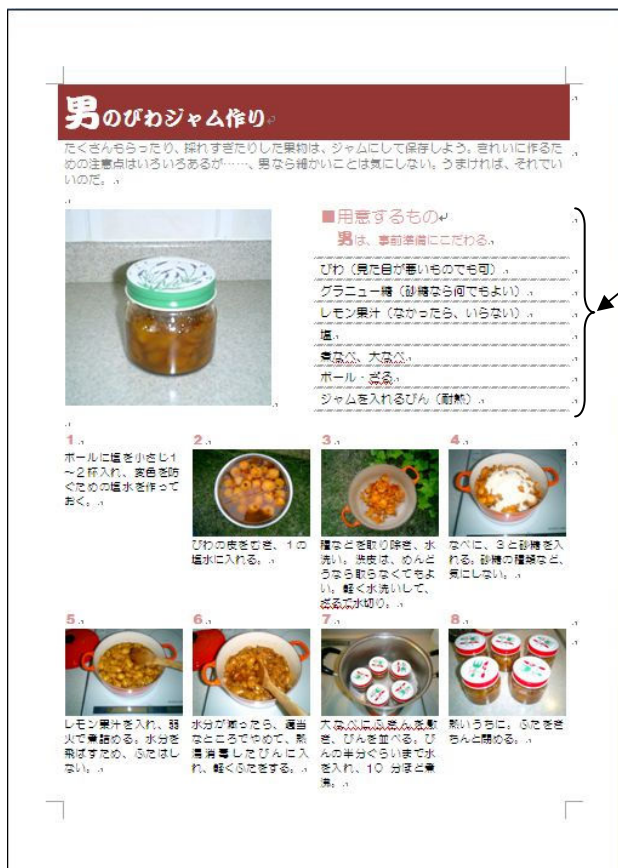 男のびわジャム作り
たくさんもらったり、採れすぎたりした果物は、ジャムにして保存しよう。きれいに作るた
めの注意点はいろいろあるが……、男なら細かいことは気にしない。うまければ、それでい
いのだ。
■用意するもの
男は、事前準備にこだわる
びわ（見た目が悪いものでも可）
グラニュー糖（砂糖なら何でもよい）
レモン果汁（なかったら、いらない）
塩
煮なべ、大なべ
ボール・ざる
ジャムを入れるびん（耐熱）
1
ボールに塩を小さじ１
～２杯入れ、変色を防
ぐための塩水を作って
おく。
2
びわの皮をむき、１の
塩水に入れる。
3
種などを取り除き、水
洗い。渋皮は、めんど
うなら取らなくてもよ
い。軽く水洗いして、
ざるで水切り。
4
なべに、３と砂糖を入
れる。砂糖の種類など、
気にしない。
5
レモン果汁を入れ、弱
火で煮詰める。水分を
飛ばすため、ふたはし
ない。
6
水分が減ったら、適当
なところでやめて、熱
湯消毒したびんに入
れ、軽くふたをする。
7
大なべにふきんを敷
き、びんを並べる。び
んの半分ぐらいまで水
を入れ、10 分ほど煮
沸。
8
熱いうちに。ふたをき
ちんと閉める。